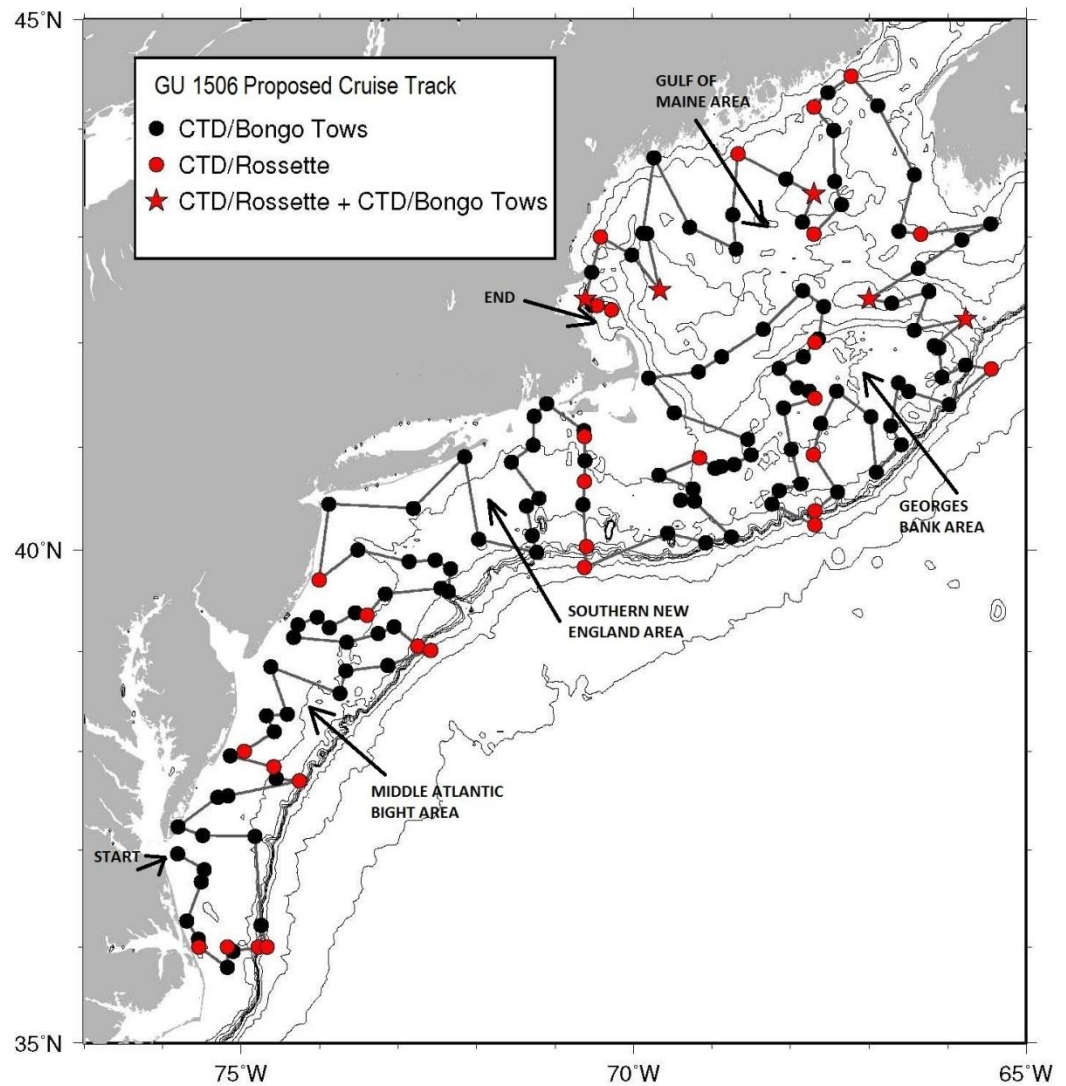 45˚N
GU 1506 Proposed Cruise Track
CTD/Bongo Tows
CTD/Rossette
CTD/Rossette + CTD/Bongo Tows
GULF OF
MAINE AREA
END
GEORGES
BANK AREA
40˚N
SOUTHERN NEW
ENGLAND AREA
MIDDLE ATLANTIC
BIGHT AREA
START
35˚N
75˚W
70˚W
65˚W